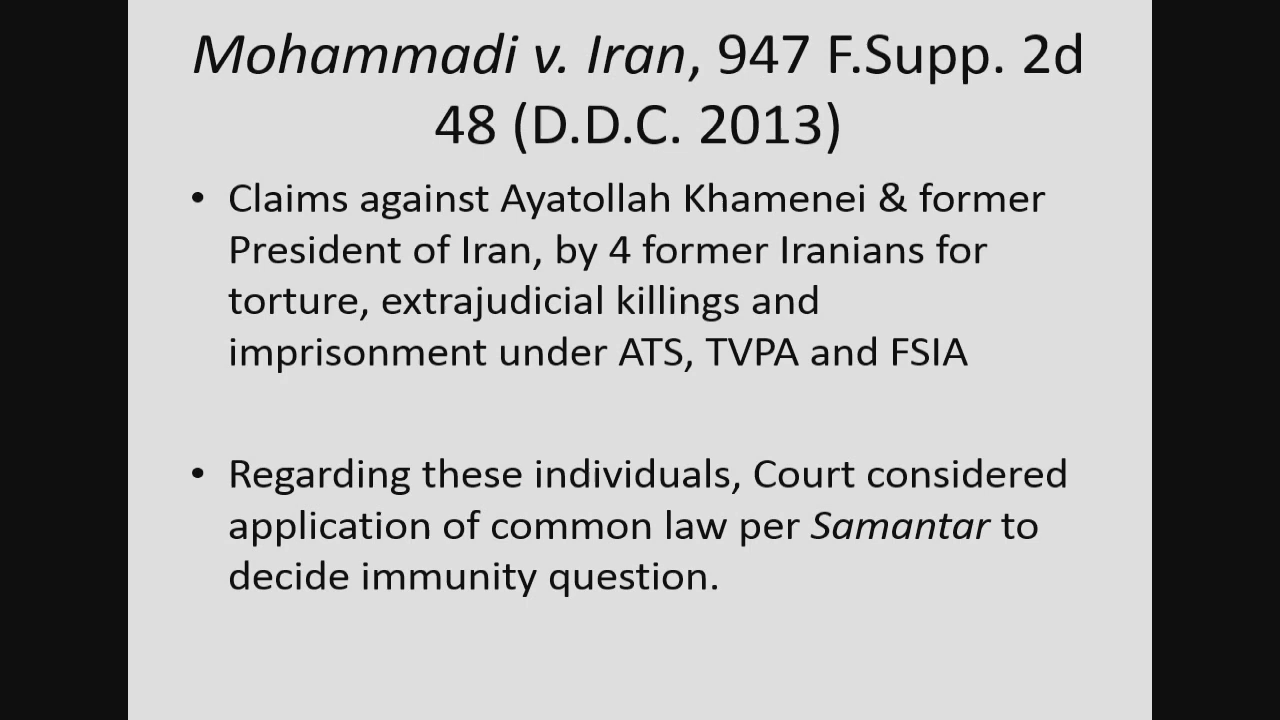 Mohammadi v. Iran, 947 F.Supp. 2d
48 (D.D.C. 2013)
• Claims against Ayatollah Khamenei & former
President of Iran, by 4 former Iranians for
torture, extrajudicial killings and
imprisonment under ATS, TVPA and FSIA
• Regarding these individuals, Court considered
application of common law per Samantar to
decide immunity question.